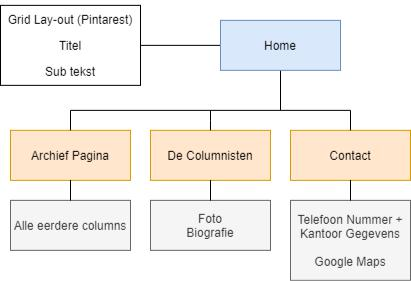 Grid Lay-out (Pintarest)
Titel
Sub tekst
Home
Archief Pagina
De Columnisten
Contact
Alle eerdere columns
Foto
Biografie
Telefoon Nummer +
Kantoor Gegevens
Google Maps